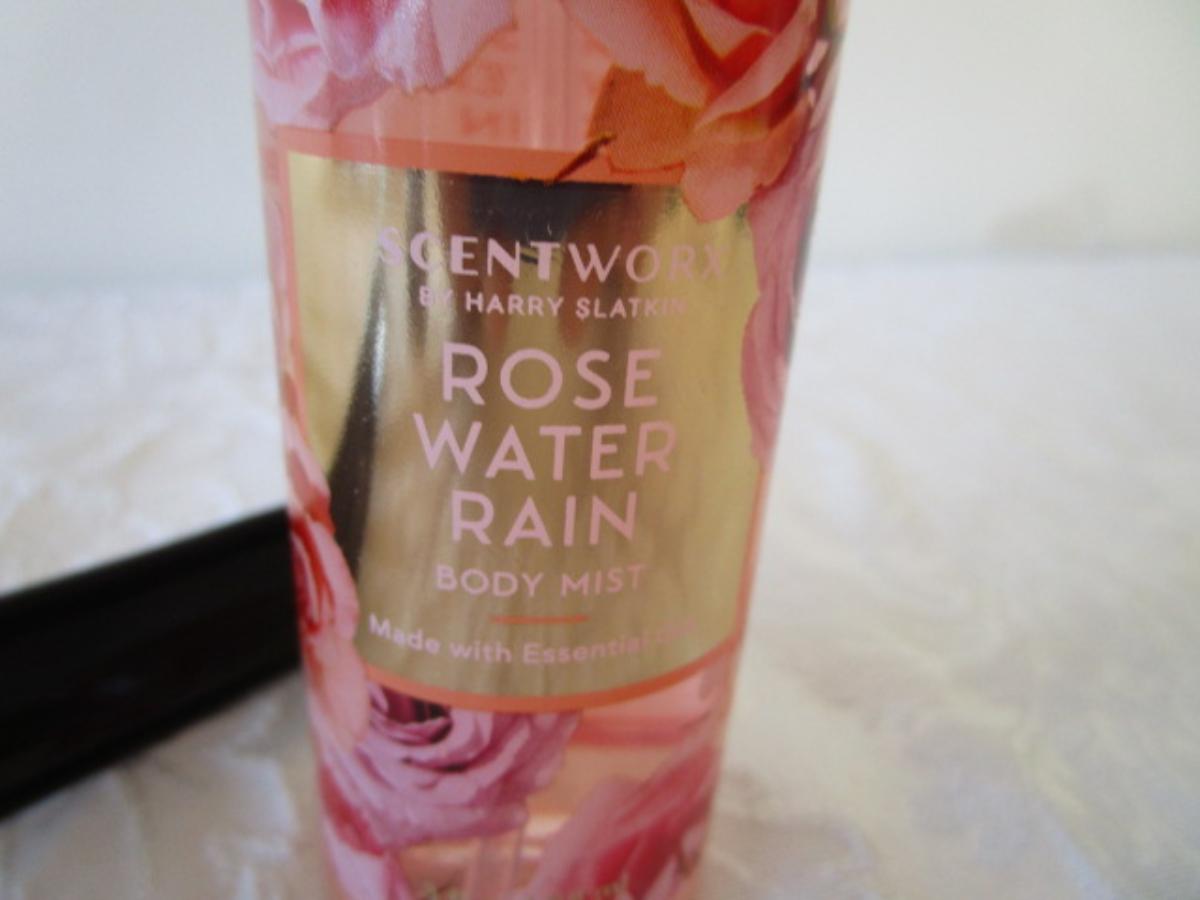 SCENTWORX
BY HARRY SLATKIN
ROSE
WATER
RAIN
BODY MIST
Made with Essential